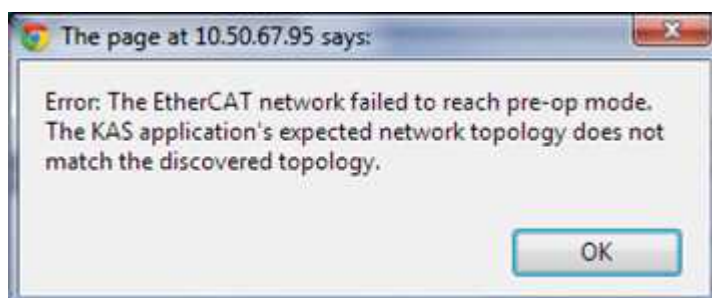 The page at 10.50.67.95 says:
Error: The EtherCAT network failed to reach pre-op mode.
The KAS application's expected network topology does not
match the discovered topology.
OK